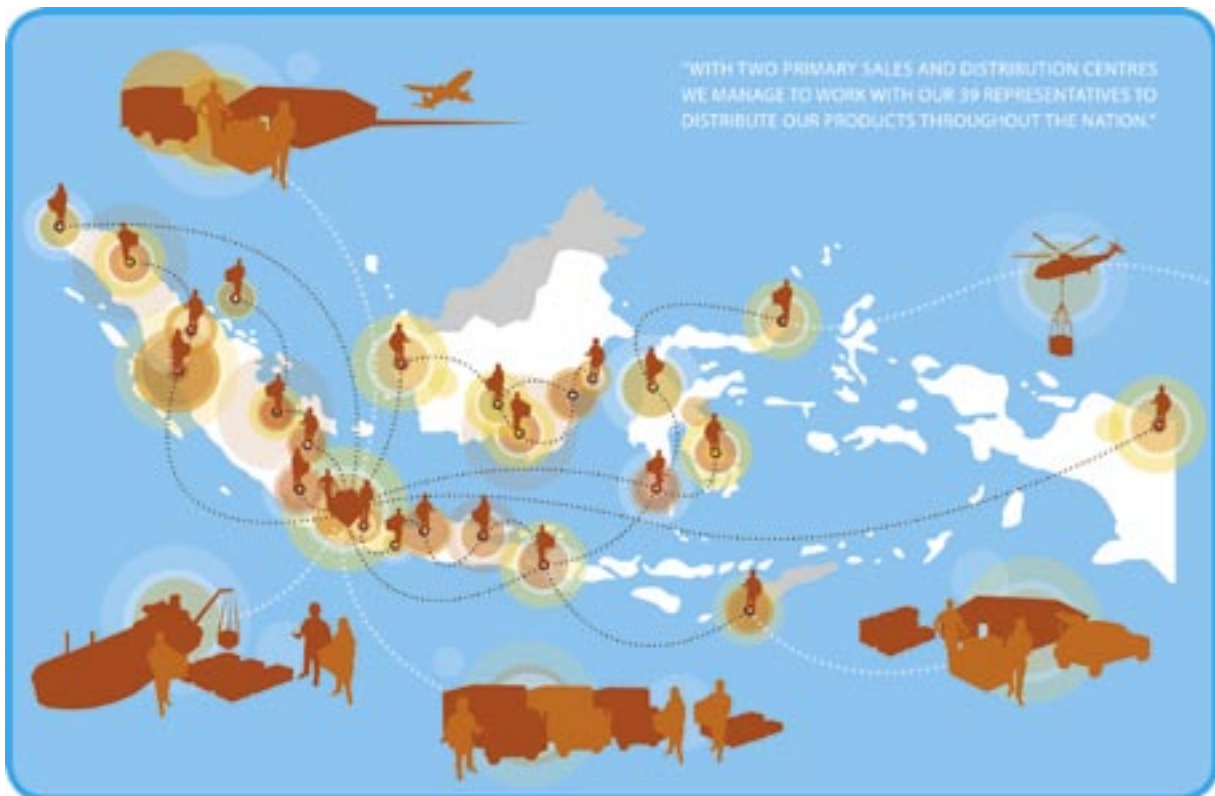 "WITH TWO PRIMARY SALES AND DISTRIBUTION CENTRES
WE MANAGE TO WORK WITH OUR 39 REPRESENTATIVES TO
DISTRIBUTE OUR PRODUCTS THROUGHOUT THE NATION."